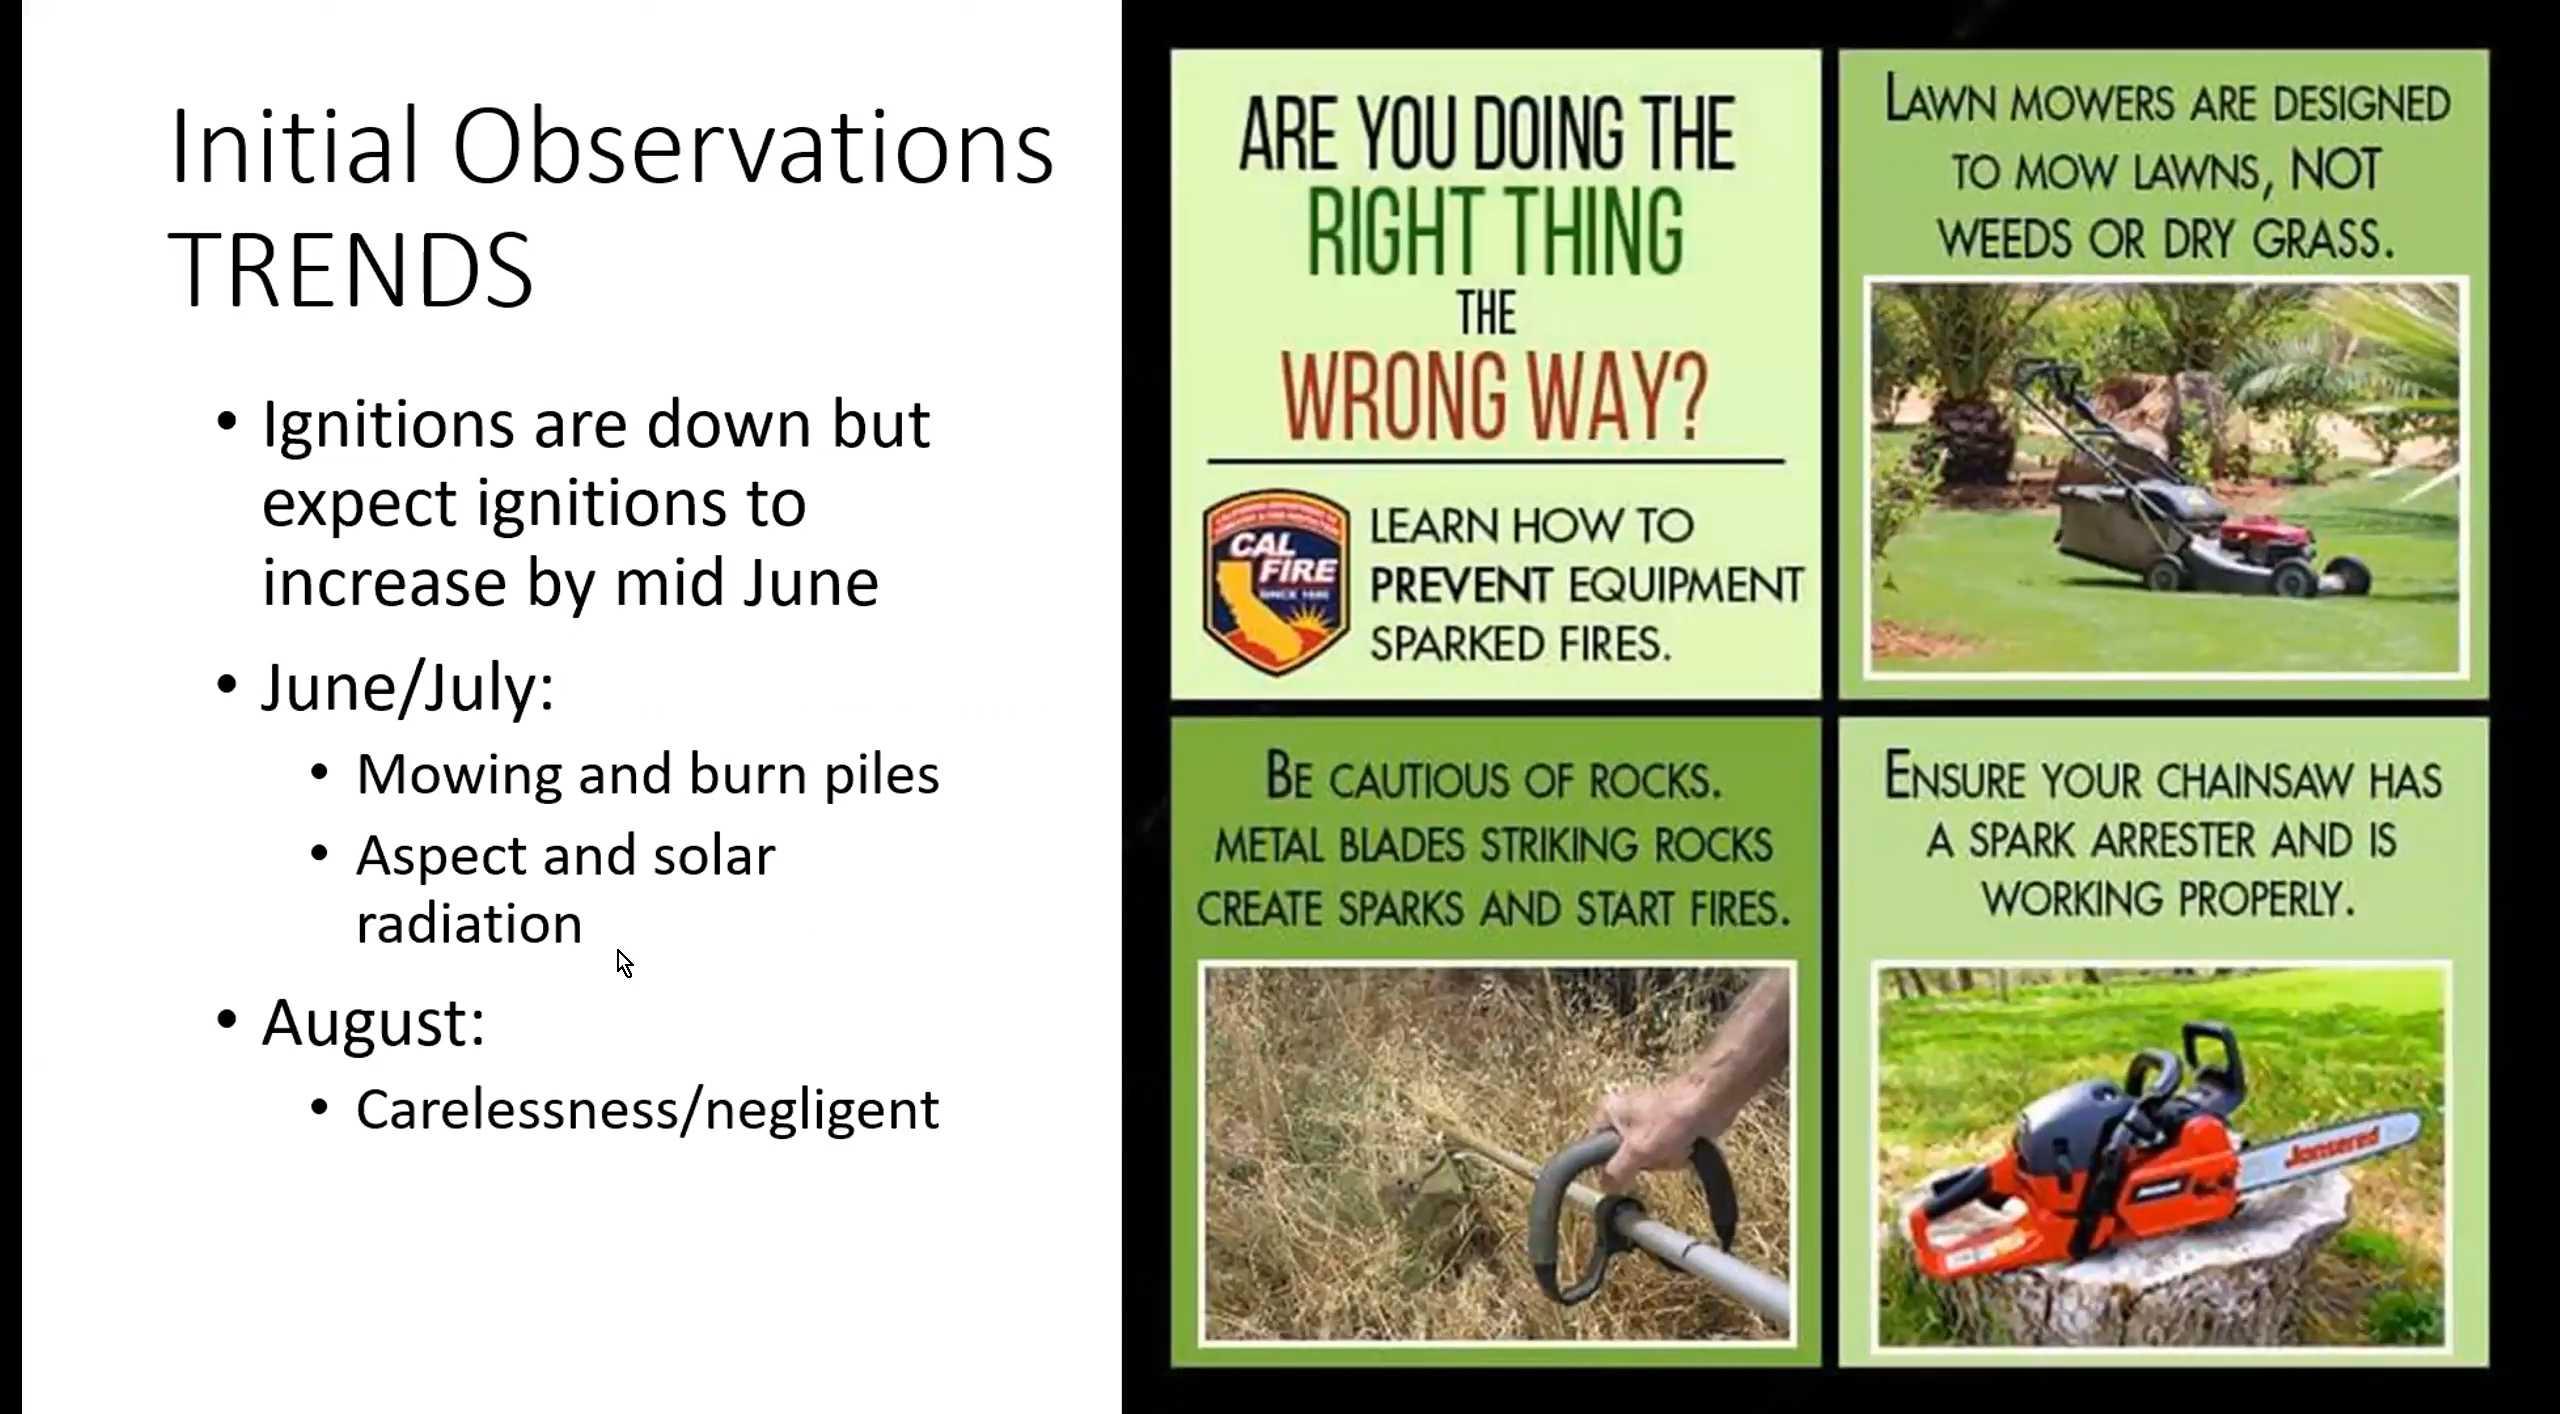 Initial Observations
TRENDS
• Ignitions are down but
expect ignitions to
increase by mid June
• June/July:
• Mowing and burn piles
• Aspect and solar
radiation
• August:
• Carelessness/negligent
ARE YOU DOING THE
RIGHT THING
THE
WRONG WAY?
CAL
FIRE
LEARN HOW TO
PREVENT EQUIPMENT
SPARKED FIRES.
LAWN MOWERS ARE DESIGNED
TO MOW LAWNS, NOT
WEEDS OR DRY GRASS.
BE CAUTIOUS OF ROCKS.
METAL BLADES STRIKING ROCKS
CREATE SPARKS AND START FIRES.
ENSURE YOUR CHAINSAW HAS
A SPARK ARRESTER AND IS
WORKING PROPERLY.
Jonsered